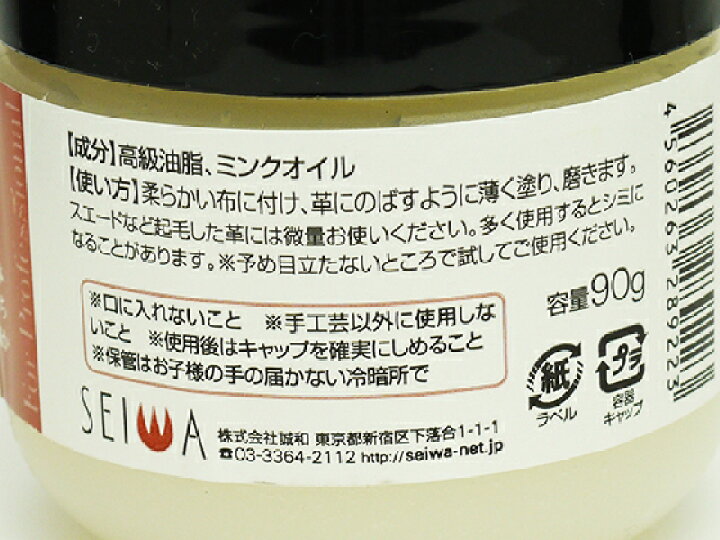 【成分】高級油脂、ミンクオイル
【使い方】柔らかい布に付け、革にのばすように薄く塗り、磨きます。
スエードなど起毛した革には微量お使いください。多く使用するとシミに
なることがあります。※予め目立たないところで試してご使用ください。
容量90g
※口に入れないこと ※手工芸以外に使用しな
いこと ※使用後はキャップを確実にしめること
※保管はお子様の手の届かない冷暗所で
紙
ラベル
プラ
容器
キャップ
SEIWA
株式会社誠和 東京都新宿区下落合1-1-1
☎03-3364-2112 http://seiwa-net.jp
4560263289223